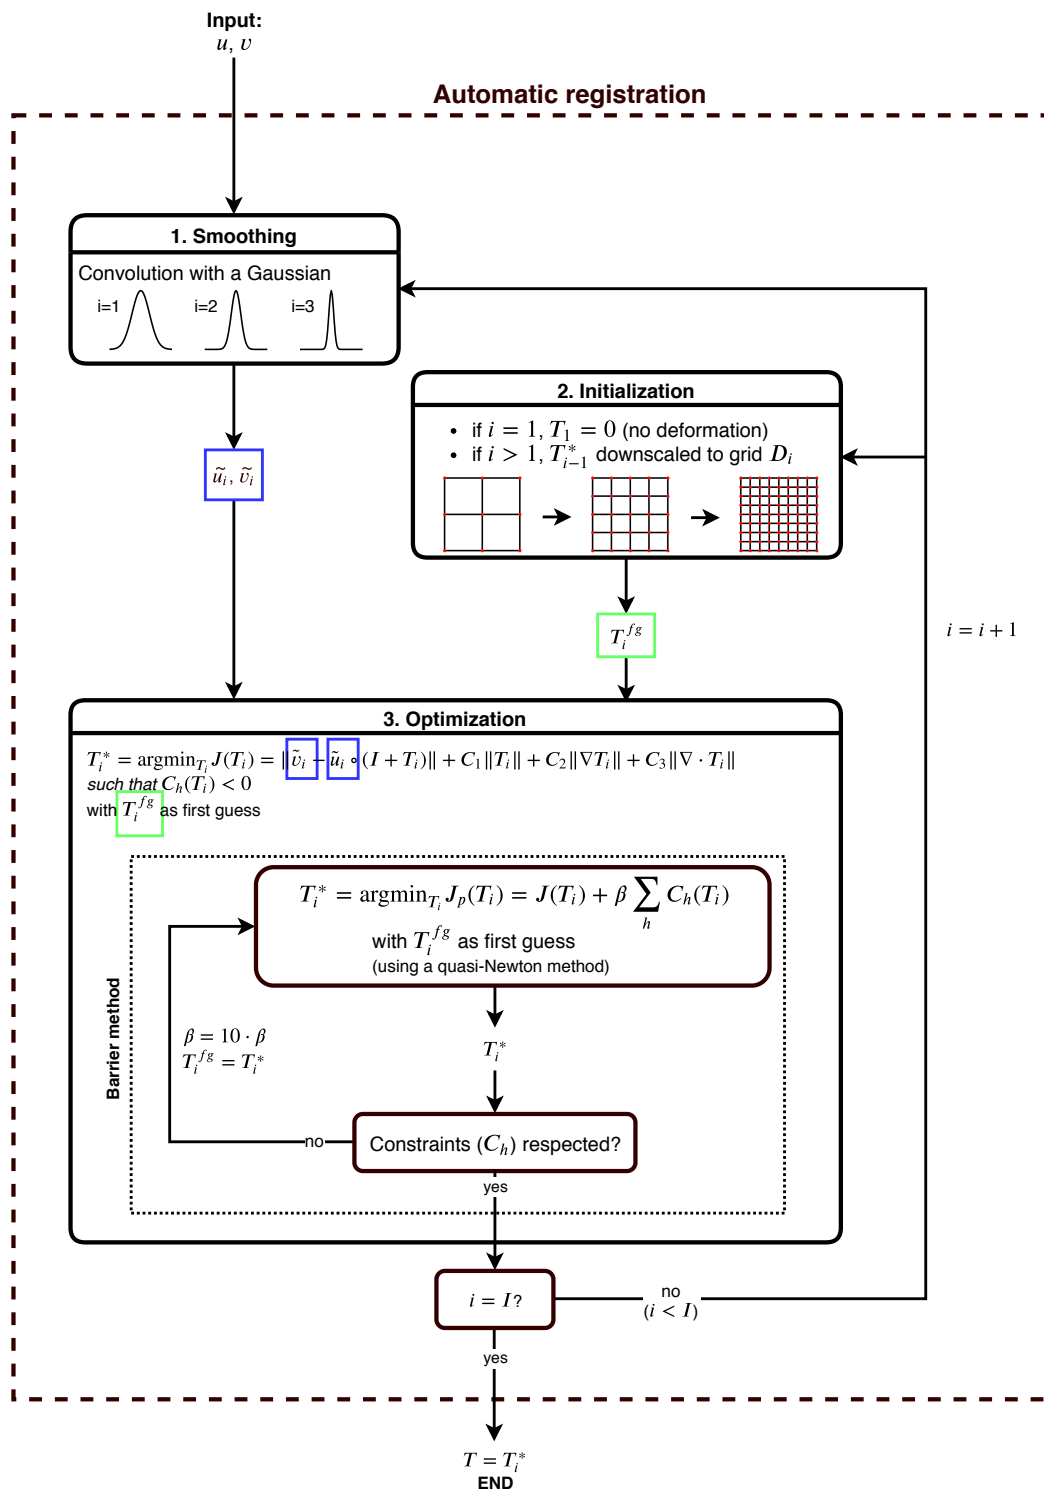 Input:
u, v
Automatic registration
1. Smoothing
Convolution with a Gaussian
i=1 i=2 i=3
ũ_i, ṽ_i
2. Initialization
• if i = 1, T_1 = 0 (no deformation)
• if i > 1, T_{i−1}^* downscaled to grid D_i
T_i^{fg}
i = i + 1
3. Optimization
T_i^* = argmin_{T_i} J(T_i) = ||ṽ_i − ũ_i ∘ (I + T_i)|| + C_1||T_i|| + C_2||∇T_i|| + C_3||∇ · T_i||
such that C_h(T_i) < 0
with T_i^{fg} as first guess
Barrier method
T_i^* = argmin_{T_i} J_p(T_i) = J(T_i) + β ∑_h C_h(T_i)
with T_i^{fg} as first guess
(using a quasi-Newton method)
β = 10 · β
T_i^{fg} = T_i^*
T_i^*
Constraints (C_h) respected?
no
yes
i = I?
no
(i < I)
yes
T = T_i^*
END